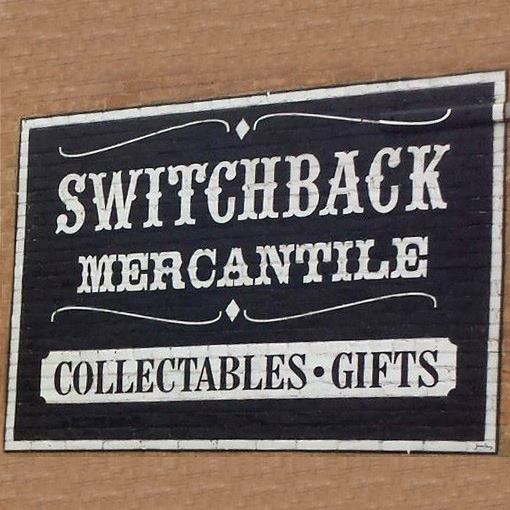 SWITCHBACK
MERCANTILE
COLLECTABLES • GIFTS